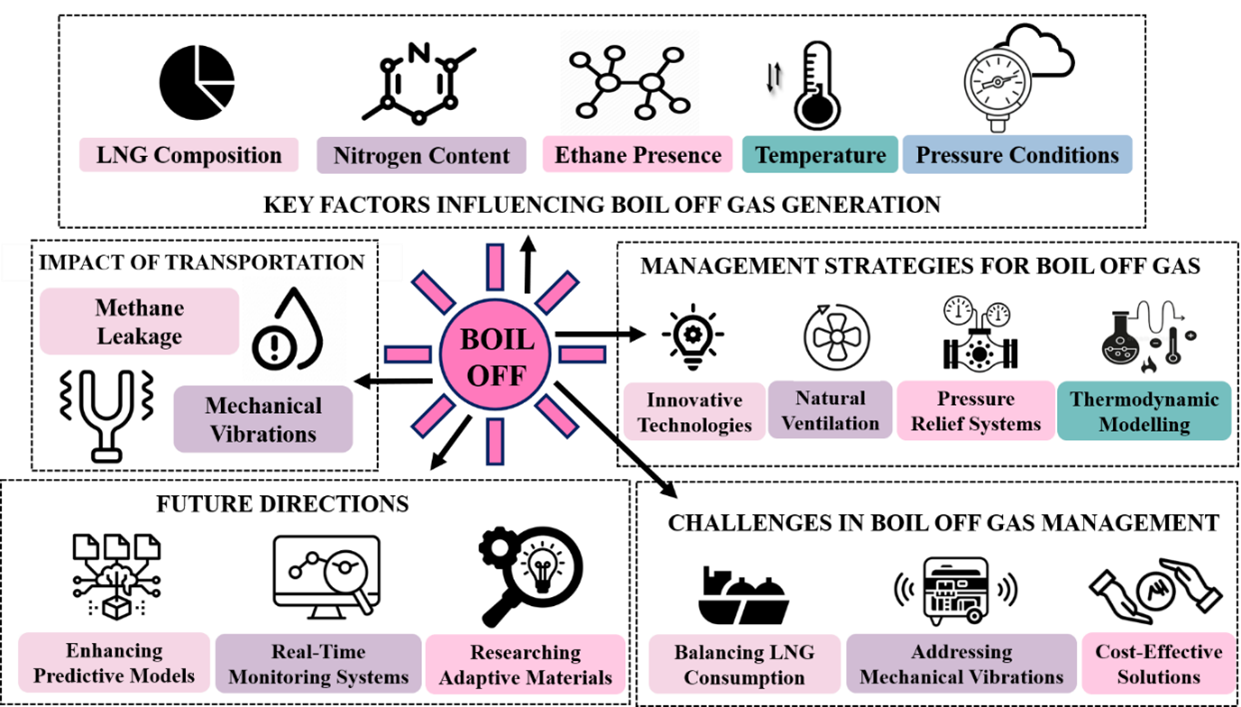 N
LNG Composition
Nitrogen Content
Ethane Presence
Temperature
Pressure Conditions
KEY FACTORS INFLUENCING BOIL OFF GAS GENERATION
IMPACT OF TRANSPORTATION
Methane
Leakage
Mechanical
Vibrations
BOIL
OFF
MANAGEMENT STRATEGIES FOR BOIL OFF GAS
Innovative
Technologies
Natural
Ventilation
Pressure
Relief Systems
Thermodynamic
Modelling
FUTURE DIRECTIONS
Enhancing
Predictive Models
Real-Time
Monitoring Systems
Researching
Adaptive Materials
CHALLENGES IN BOIL OFF GAS MANAGEMENT
Balancing LNG
Consumption
Addressing
Mechanical Vibrations
Cost-Effective
Solutions